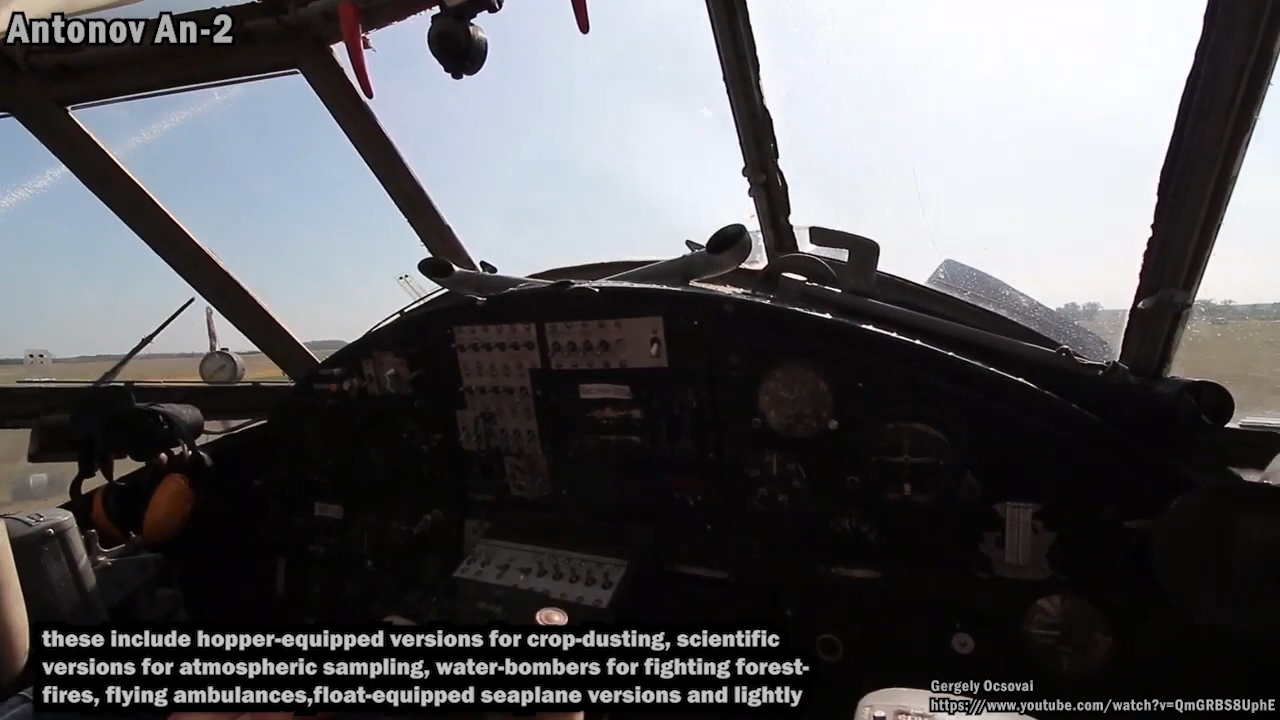 Antonov An-2
these include hopper-equipped versions for crop-dusting, scientific
versions for atmospheric sampling, water-bombers for fighting forest-
fires, flying ambulances,float-equipped seaplane versions and lightly
Gergely Ocsovai
https://www.youtube.com/watch?v=QmGRBS8UphE